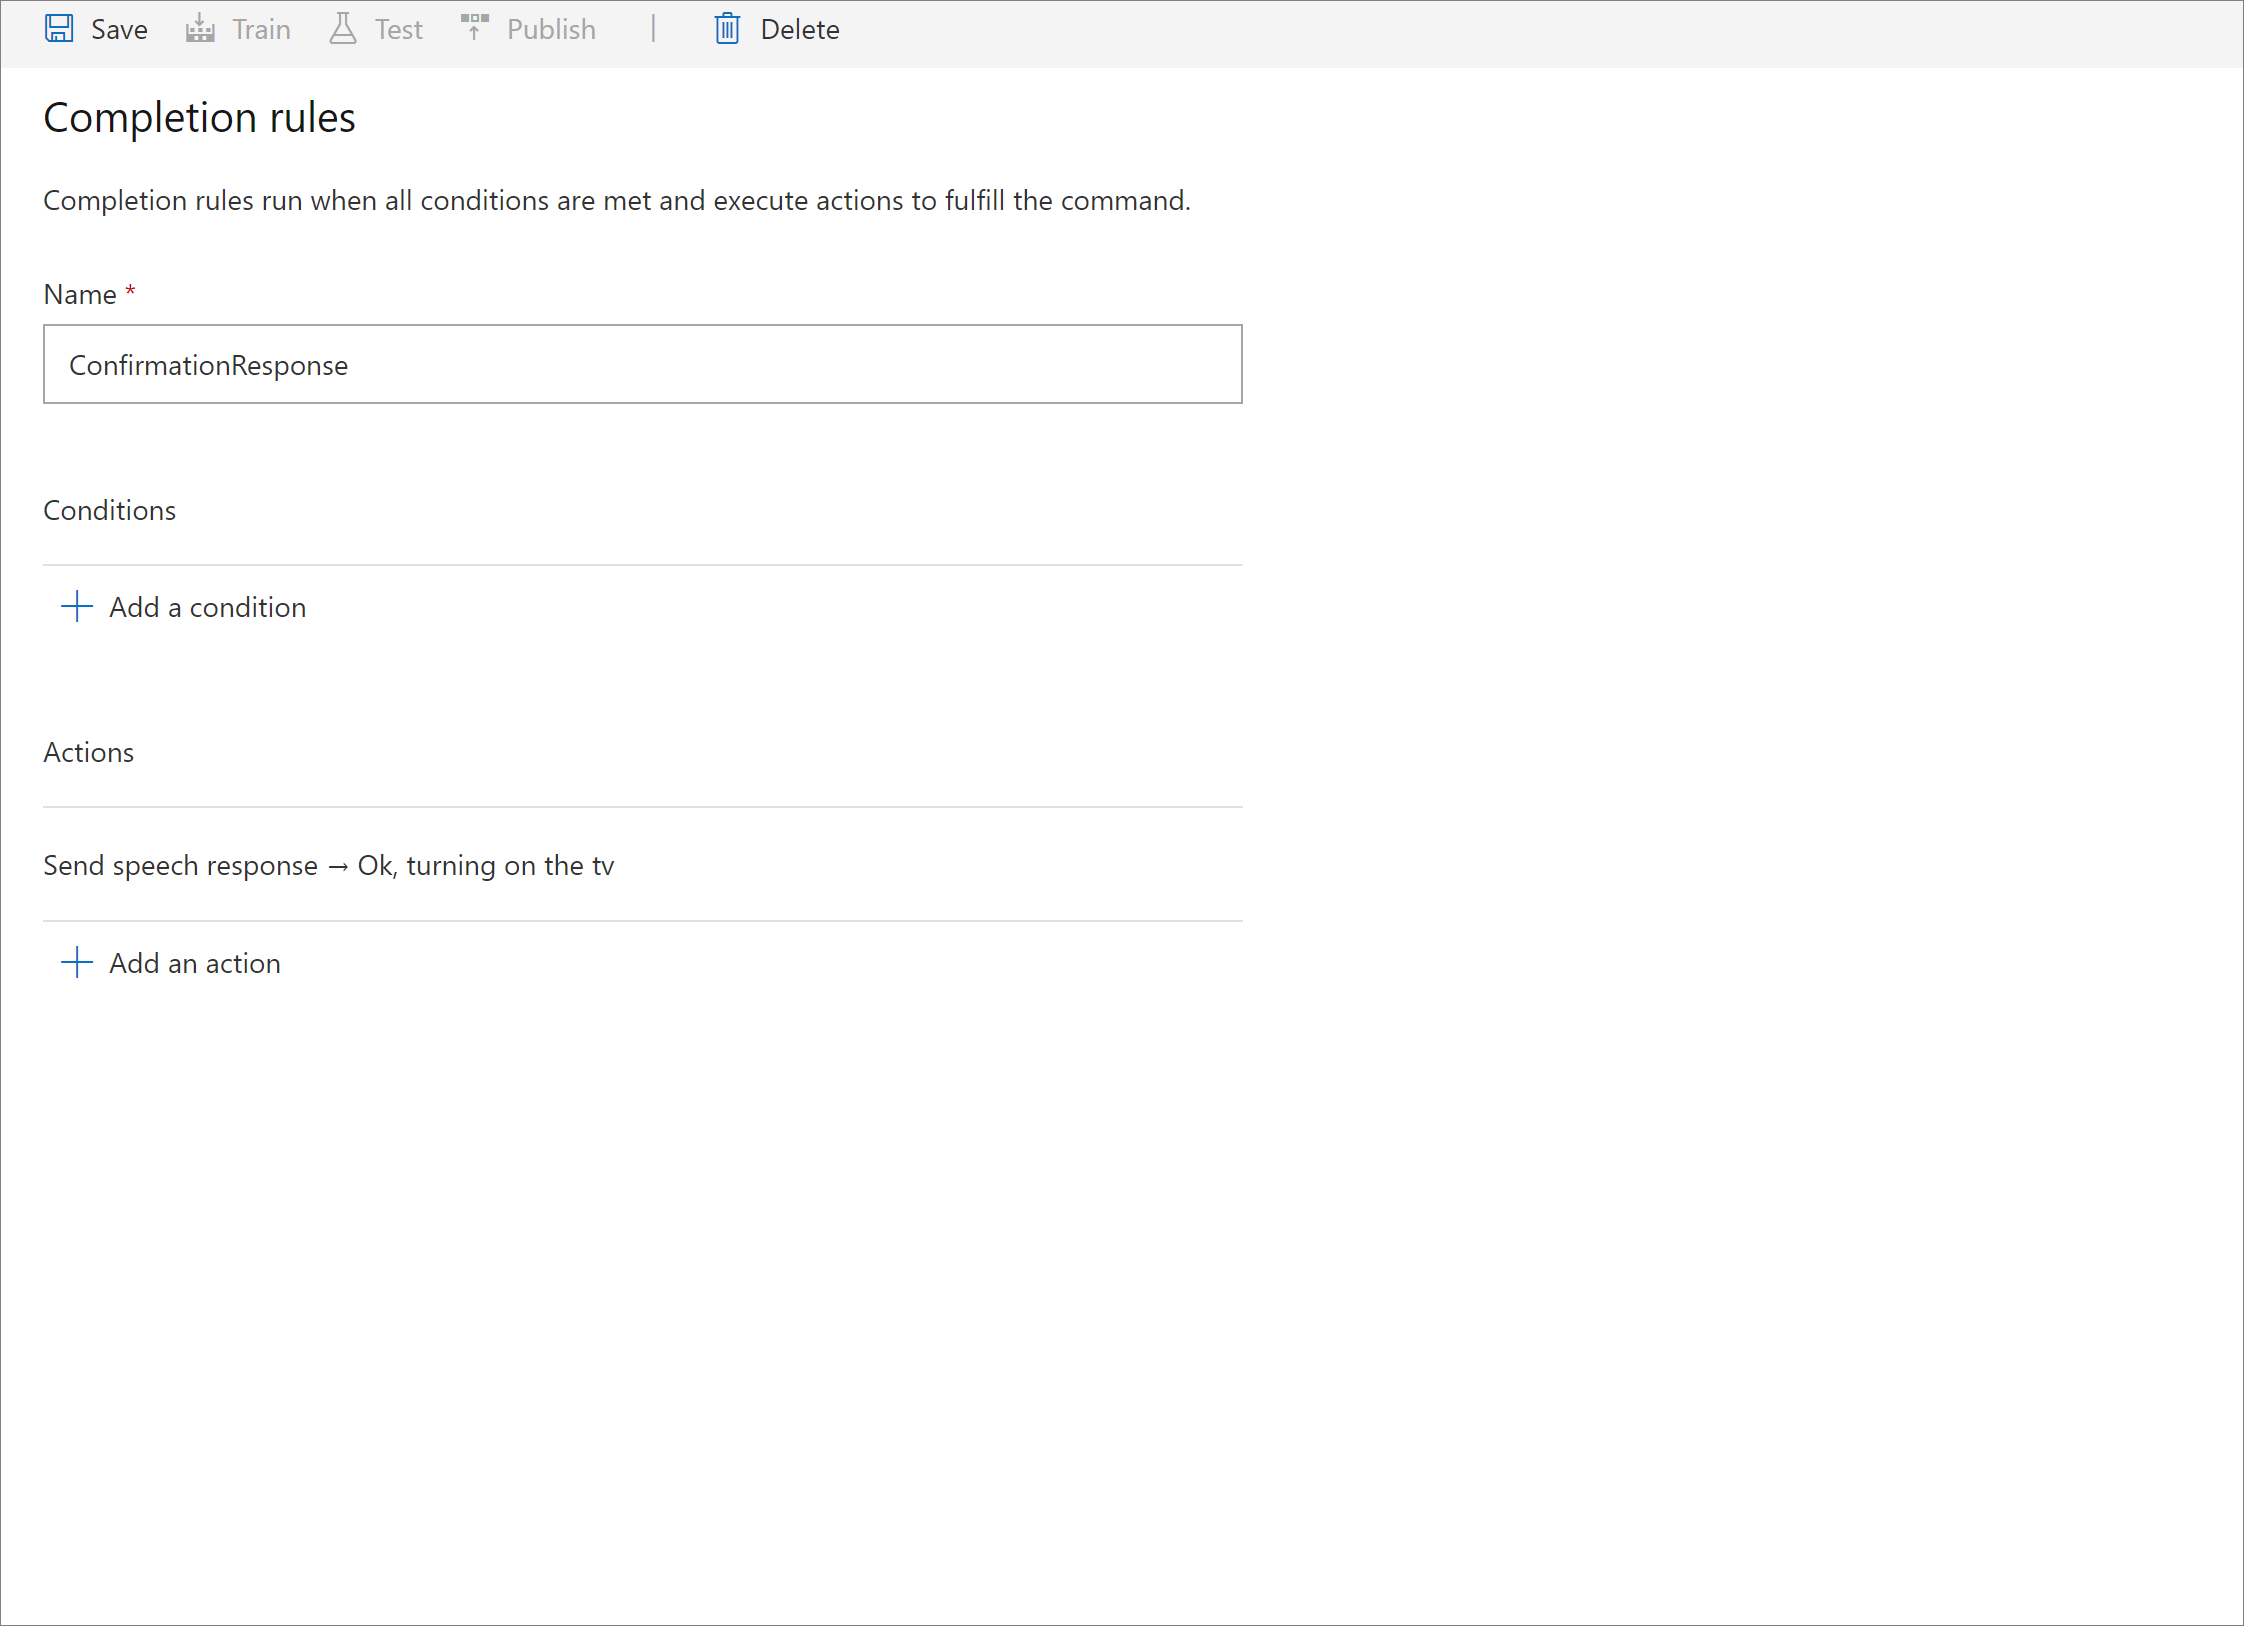 Save Train Test Publish | Delete
Completion rules
Completion rules run when all conditions are met and execute actions to fulfill the command.
Name *
ConfirmationResponse
Conditions
Add a condition
Actions
Send speech response → Ok, turning on the tv
Add an action